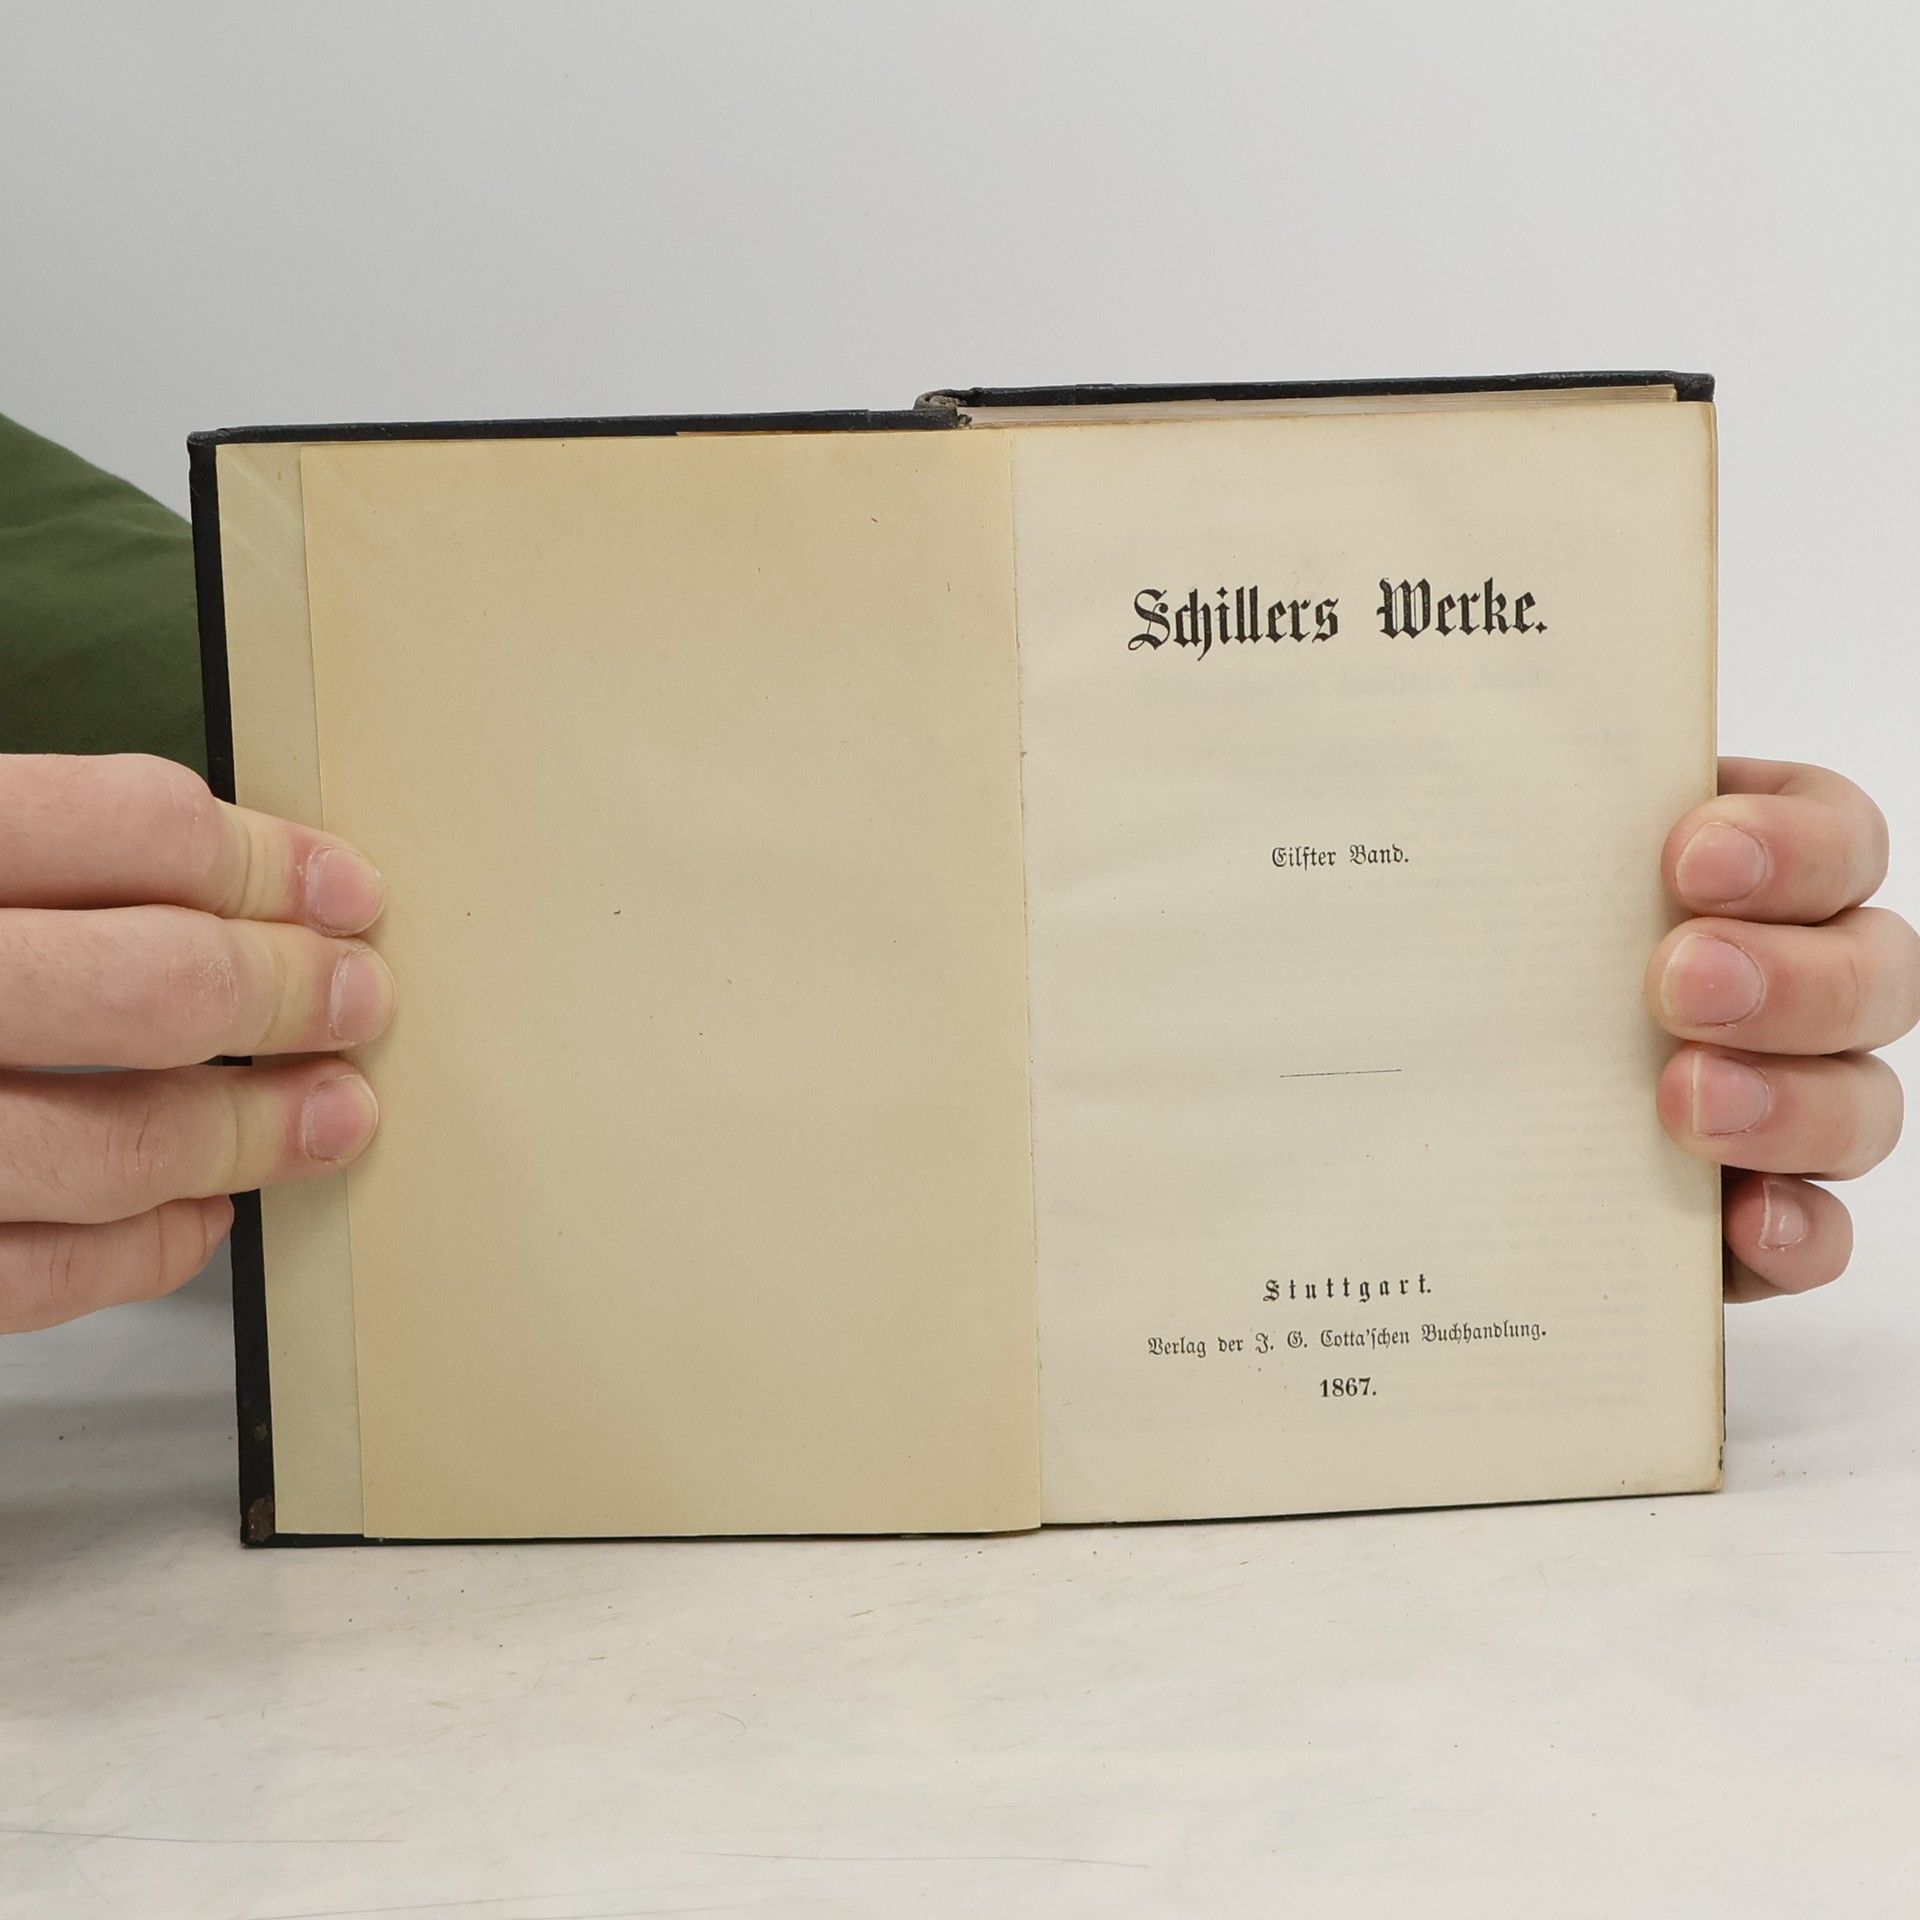 Schillers Werke.
Eilfter Band.
Stuttgart.
Verlag der J. G. Cotta'schen Buchhandlung.
1867.